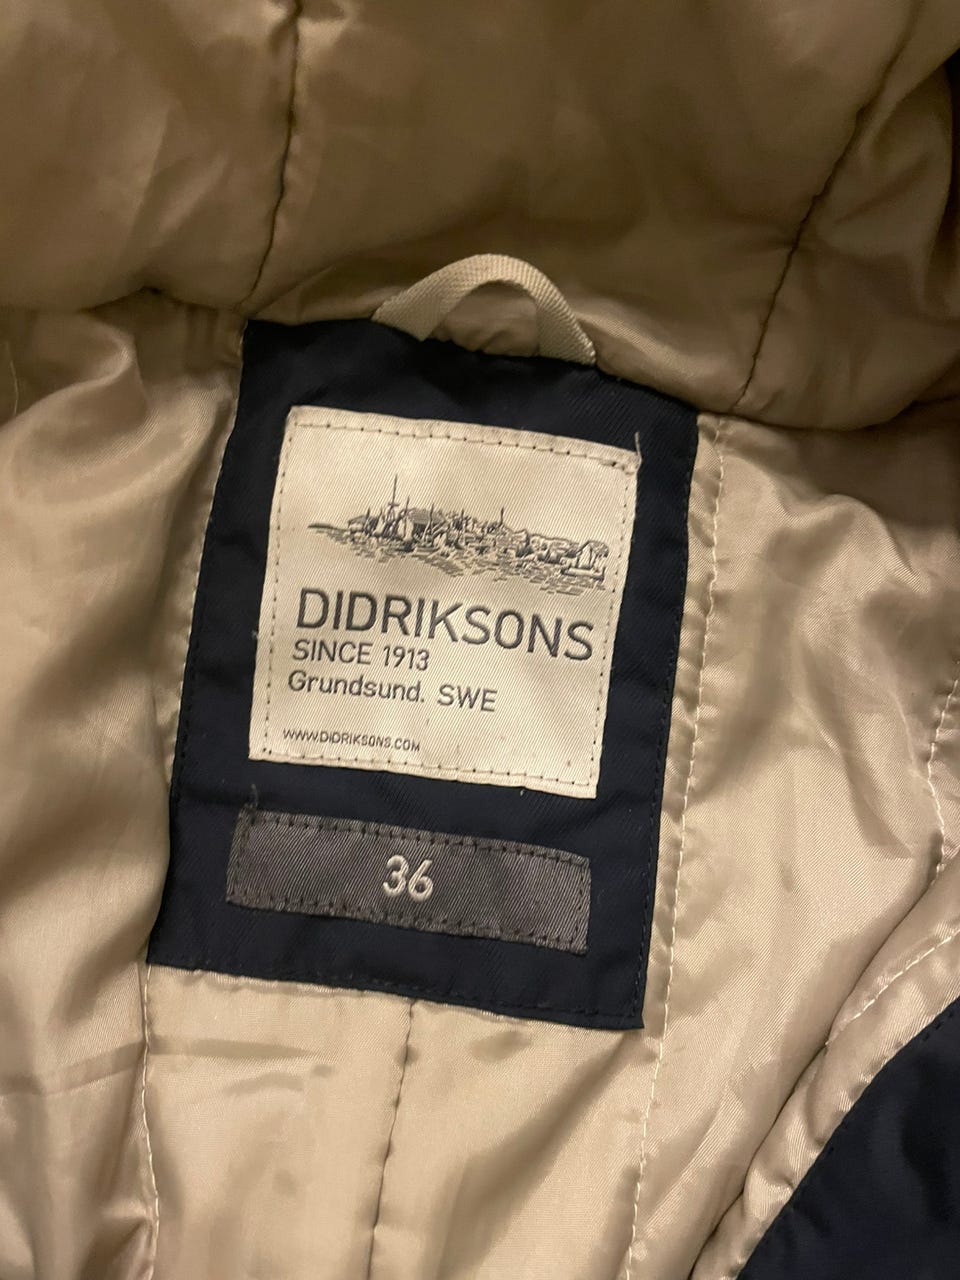 DIDRIKSONS
SINCE 1913
Grundsund. SWE
WWW.DIDRIKSONS.COM
36